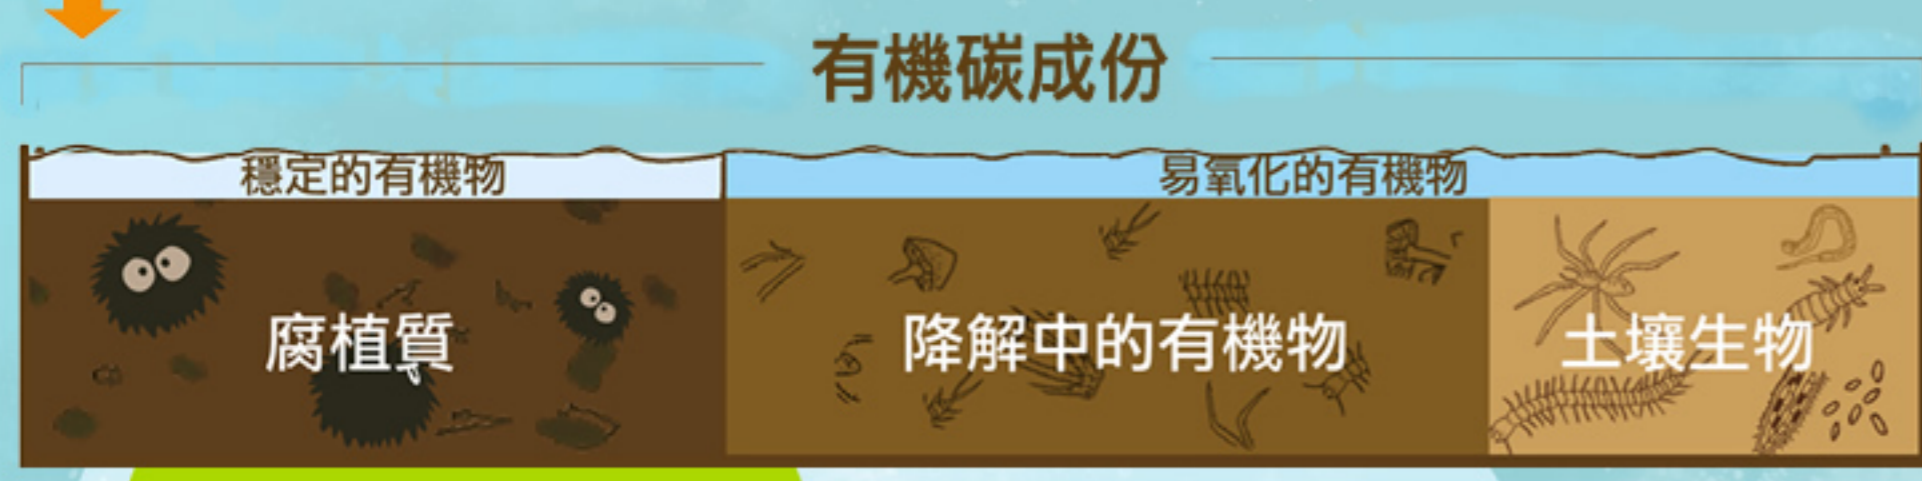 有機碳成份
穩定的有機物
易氧化的有機物
腐植質
降解中的有機物
土壤生物